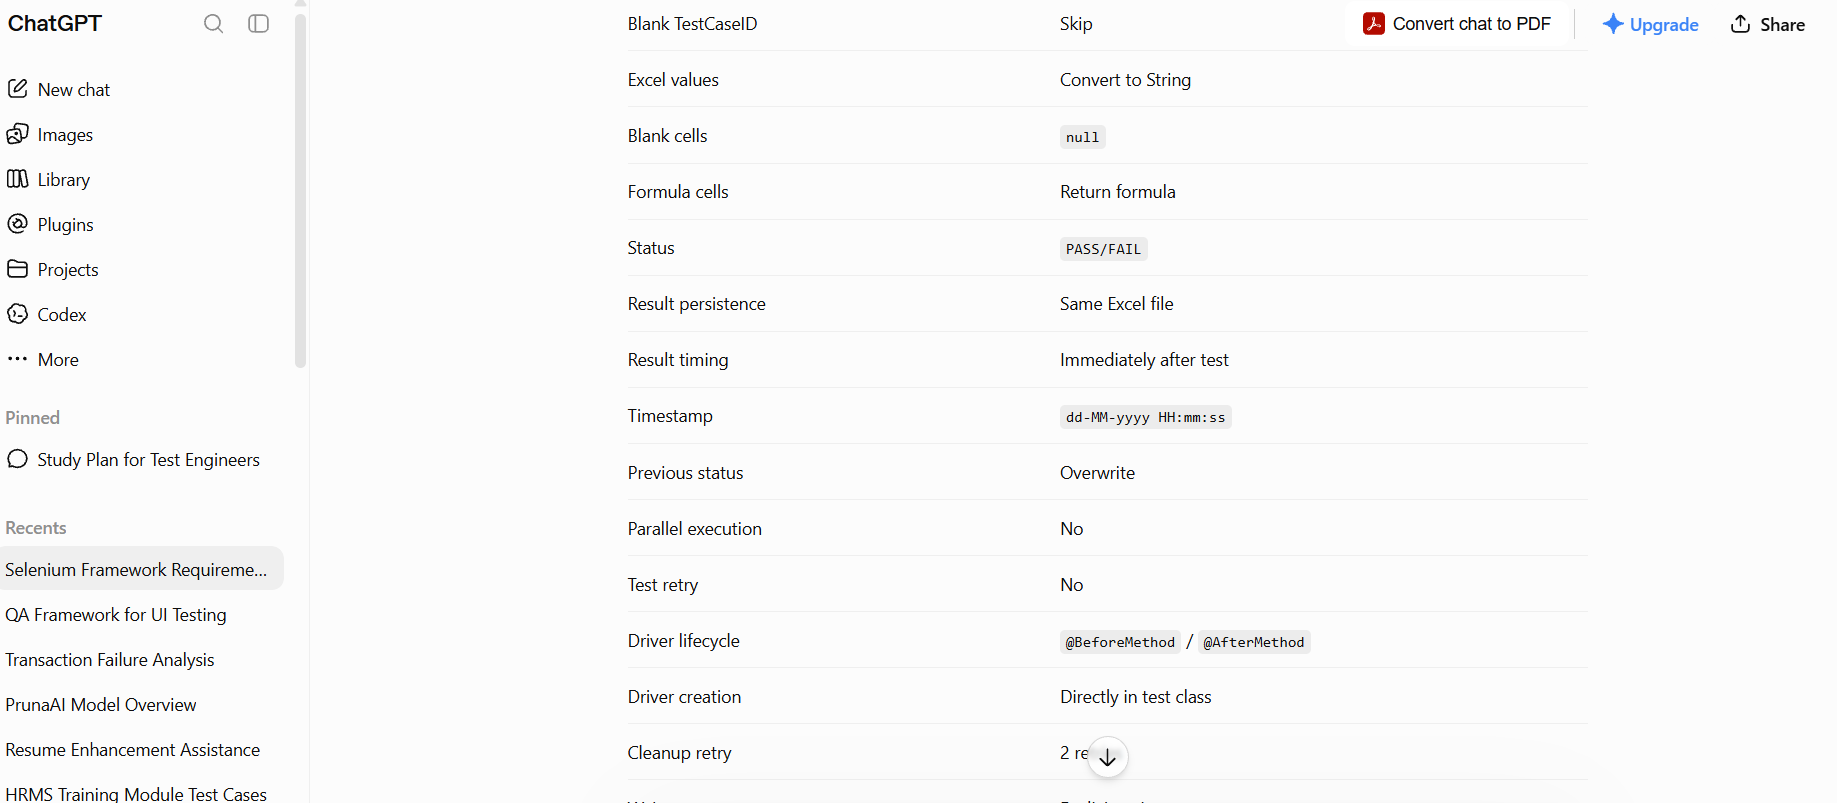 ChatGPT
New chat
Images
Library
Plugins
Projects
Codex
More
Pinned
Study Plan for Test Engineers
Recents
Selenium Framework Requireme...
QA Framework for UI Testing
Transaction Failure Analysis
PrunaAI Model Overview
Resume Enhancement Assistance
HRMS Training Module Test Cases
Convert chat to PDF
Upgrade
Share
Blank TestCaseID Skip
Excel values Convert to String
Blank cells null
Formula cells Return formula
Status PASS/FAIL
Result persistence Same Excel file
Result timing Immediately after test
Timestamp dd-MM-yyyy HH:mm:ss
Previous status Overwrite
Parallel execution No
Test retry No
Driver lifecycle @BeforeMethod / @AfterMethod
Driver creation Directly in test class
Cleanup retry 2 re